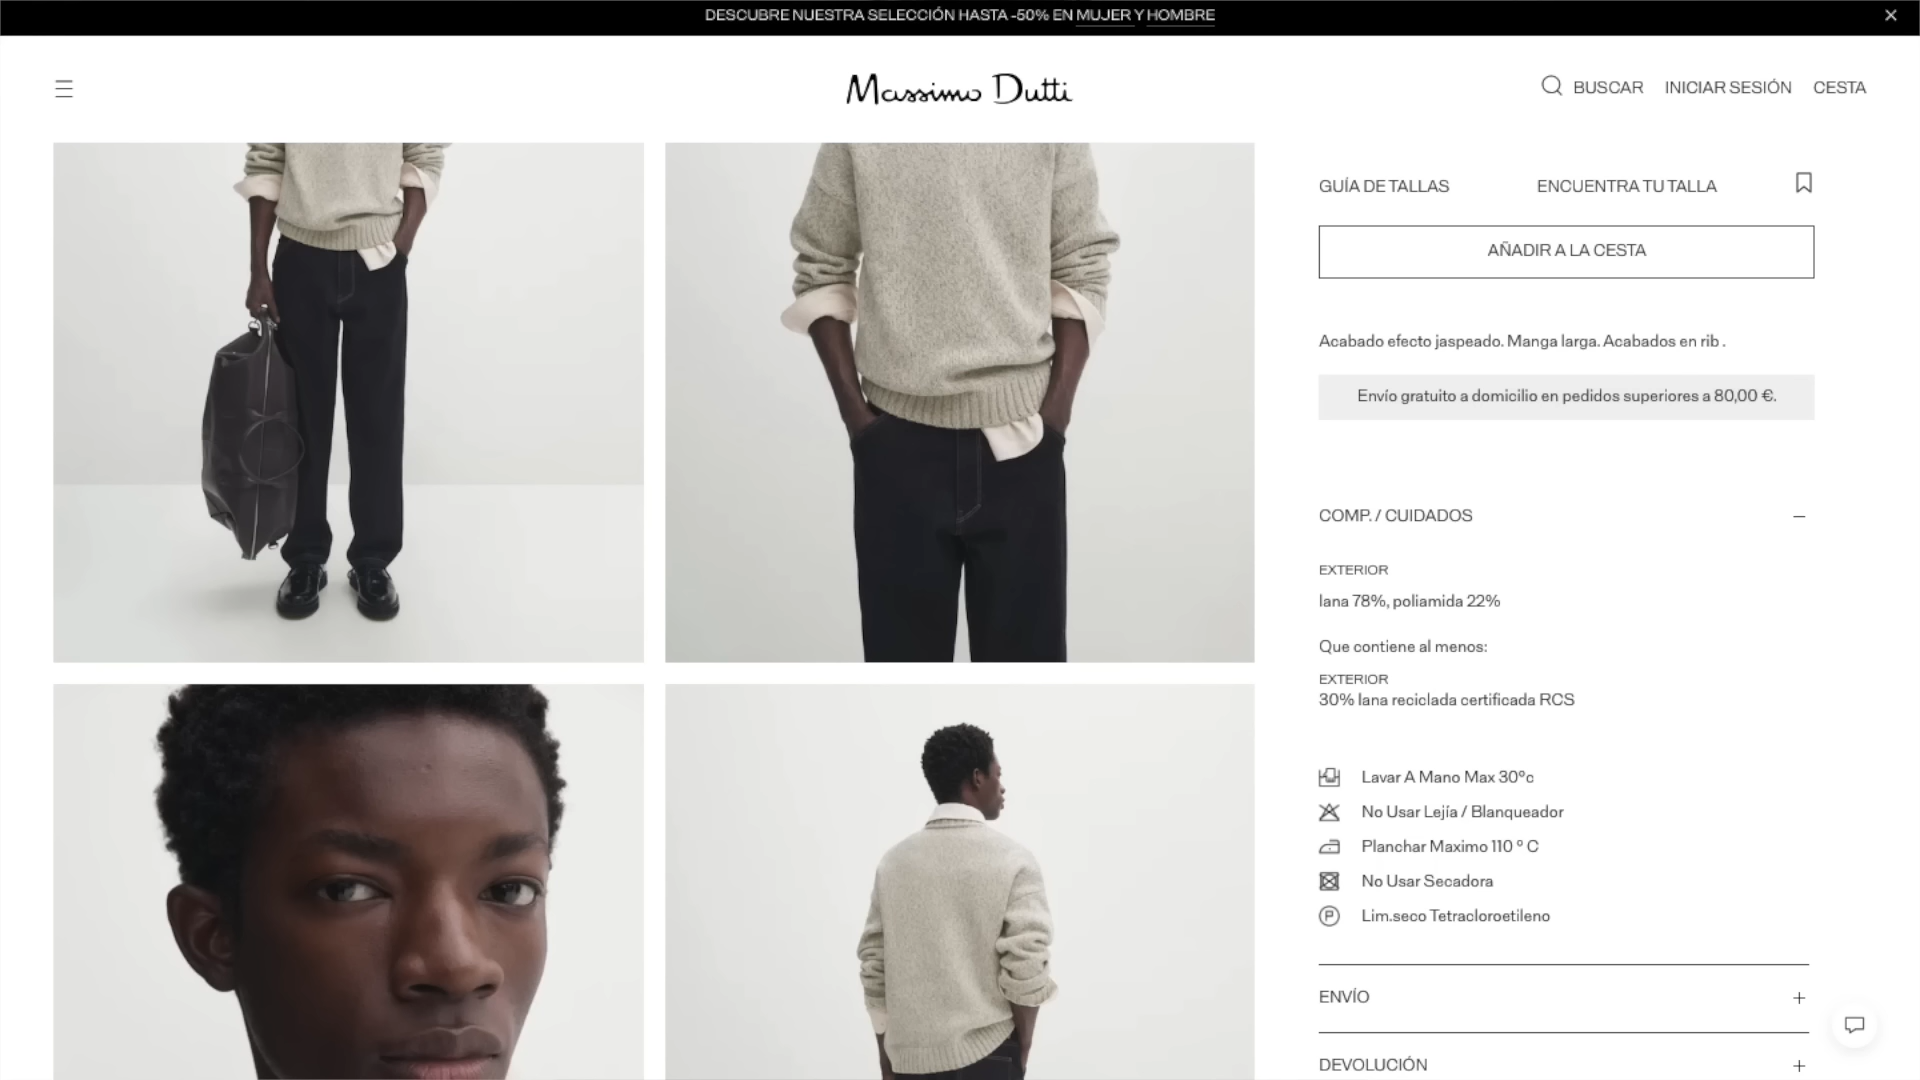 DESCUBRE NUESTRA SELECCIÓN HASTA -50% EN MUJER Y HOMBRE
Massimo Dutti
BUSCAR
INICIAR SESIÓN
CESTA
GUÍA DE TALLAS
ENCUENTRA TU TALLA
AÑADIR A LA CESTA
Acabado efecto jaspeado. Manga larga. Acabados en rib .
Envío gratuito a domicilio en pedidos superiores a 80,00 €.
COMP. / CUIDADOS
EXTERIOR
lana 78%, poliamida 22%
Que contiene al menos:
EXTERIOR
30% lana reciclada certificada RCS
Lavar A Mano Max 30ºc
No Usar Lejía / Blanqueador
Planchar Maximo 110 º C
No Usar Secadora
P Lim.seco Tetracloroetileno
ENVÍO
DEVOLUCIÓN